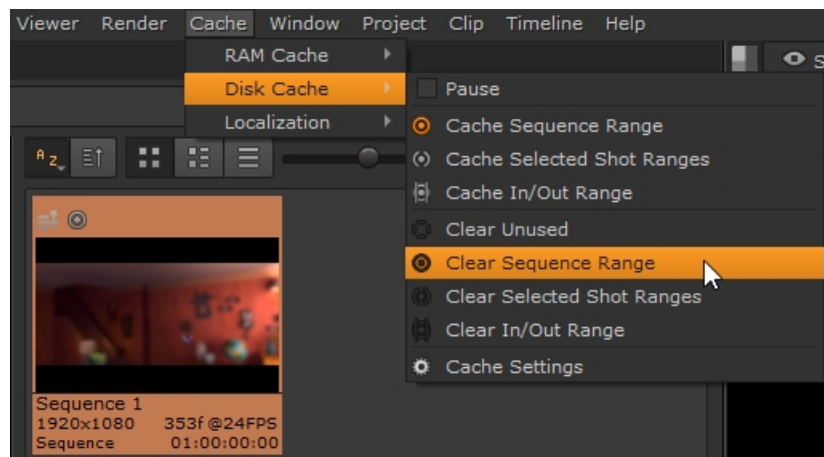 Viewer Render Cache Window Project Clip Timeline Help
RAM Cache
Disk Cache
Localization
S
Pause
Cache Sequence Range
Cache Selected Shot Ranges
Cache In/Out Range
Clear Unused
Clear Sequence Range
Clear Selected Shot Ranges
Clear In/Out Range
Cache Settings
A Z
Sequence 1
1920x1080 353f@24FPS
Sequence 01:00:00:00